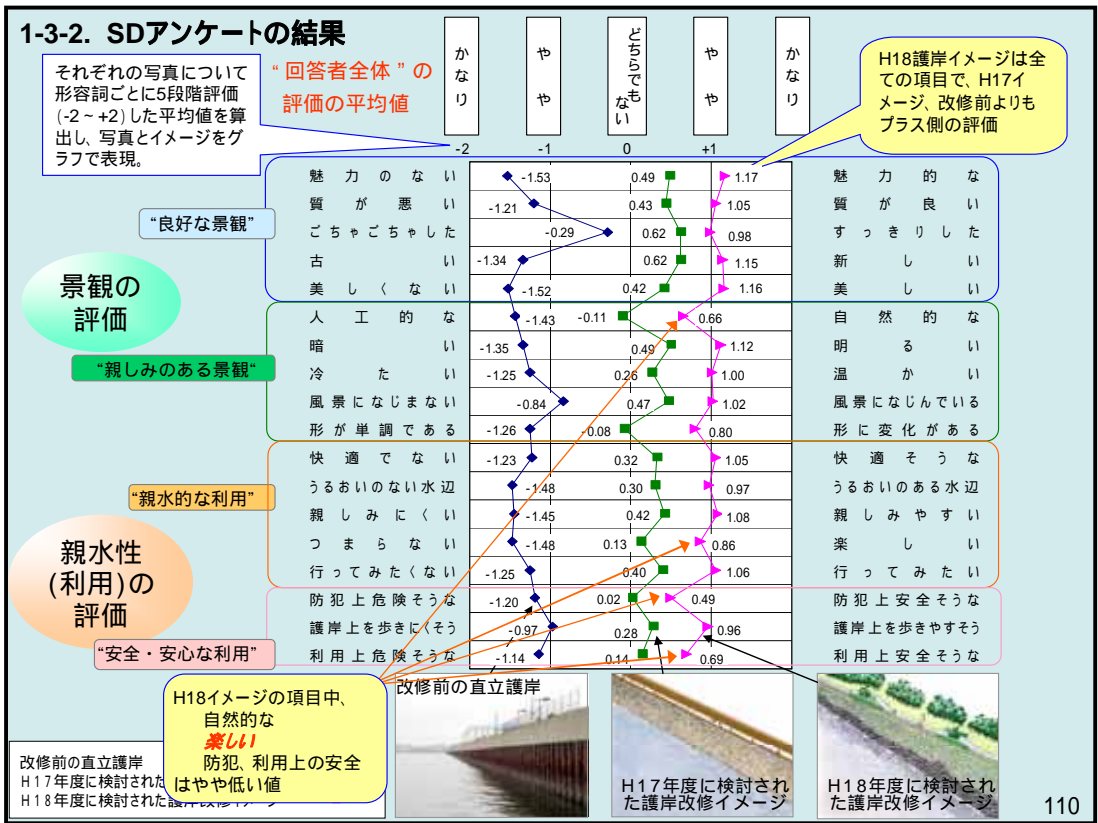 1-3-2. SDアンケートの結果
それぞれの写真について
形容詞ごとに5段階評価
(-2～+2)した平均値を算
出し、写真とイメージをグ
ラフで表現。
“回答者全体”の
評価の平均値
かなり
やや
どちらでもない
やや
かなり
H18護岸イメージは全
ての項目で、H17イ
メージ、改修前よりも
プラス側の評価
-2 -1 0 +1
景観の
評価
“良好な景観”
魅力のない -1.53 0.49 1.17 魅力的な
質が悪い -1.21 0.43 1.05 質が良い
ごちゃごちゃした -0.29 0.62 0.98 すっきりした
古い -1.34 0.62 1.15 新しい
美しくない -1.52 0.42 1.16 美しい
“親しみのある景観“
人工的な -1.43 -0.11 0.66 自然的な
暗い -1.35 0.49 1.12 明るい
冷たい -1.25 0.26 1.00 温かい
風景になじまない -0.84 0.47 1.02 風景になじんでいる
形が単調である -1.26 -0.08 0.80 形に変化がある
親水性
(利用)の
評価
“親水的な利用”
快適でない -1.23 0.32 1.05 快適そうな
うるおいのない水辺 -1.48 0.30 0.97 うるおいのある水辺
親しみにくい -1.45 0.42 1.08 親しみやすい
つまらない -1.48 0.13 0.86 楽しい
行ってみたくない -1.25 0.40 1.06 行ってみたい
“安全・安心な利用”
防犯上危険そうな -1.20 0.02 0.49 防犯上安全そうな
護岸上を歩きにくそう -0.97 0.28 0.96 護岸上を歩きやすそう
利用上危険そうな -1.14 0.14 0.69 利用上安全そうな
H18イメージの項目中、
自然的な
楽しい
防犯、利用上の安全
はやや低い値
改修前の直立護岸
H17年度に検討された
H18年度に検討された護岸改修イメージ
改修前の直立護岸
H17年度に検討され
た護岸改修イメージ
H18年度に検討され
た護岸改修イメージ
110